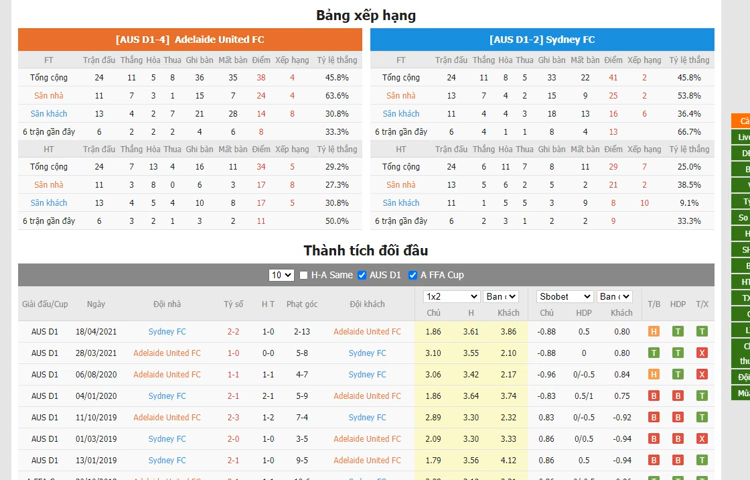 Bảng xếp hạng
[AUS D1-4] Adelaide United FC
FT Trận đấu Thắng Hòa Thua Ghi bàn Mất bàn Điểm Xếp hạng Tỷ lệ thắng
Tổng cộng 24 11 5 8 36 35 38 4 45.8%
Sân nhà 11 7 3 1 15 7 24 4 63.6%
Sân khách 13 4 2 7 21 28 14 8 30.8%
6 trận gần đây 6 2 2 2 4 6 8 33.3%
HT Trận đấu Thắng Hòa Thua Ghi bàn Mất bàn Điểm Xếp hạng Tỷ lệ thắng
Tổng cộng 24 7 13 4 16 11 34 5 29.2%
Sân nhà 11 3 8 0 6 3 17 8 27.3%
Sân khách 13 4 5 4 10 8 17 5 30.8%
6 trận gần đây 6 3 2 1 3 2 11 50.0%
[AUS D1-2] Sydney FC
FT Trận đấu Thắng Hòa Thua Ghi bàn Mất bàn Điểm Xếp hạng Tỷ lệ thắng
Tổng cộng 24 11 8 5 33 22 41 2 45.8%
Sân nhà 13 7 4 2 15 9 25 2 53.8%
Sân khách 11 4 4 3 18 13 16 6 36.4%
6 trận gần đây 6 4 1 1 8 4 13 66.7%
HT Trận đấu Thắng Hòa Thua Ghi bàn Mất bàn Điểm Xếp hạng Tỷ lệ thắng
Tổng cộng 24 6 11 7 8 11 29 7 25.0%
Sân nhà 13 5 6 2 5 2 21 2 38.5%
Sân khách 11 1 5 5 3 9 8 10 9.1%
6 trận gần đây 6 2 3 1 2 2 9 33.3%
Thành tích đối đầu
10 H-A Same AUS D1 A FFA Cup
Giải đấu/Cup Ngày Đội nhà Tỷ số H T Phạt góc Đội khách 1x2 Ban c Sbobet Ban c T/B HDP T/X
Chủ H Khách Chủ HDP Khách
AUS D1 18/04/2021 Sydney FC 2-2 1-0 2-13 Adelaide United FC 1.86 3.61 3.86 -0.88 0.5 0.80 H T T
AUS D1 28/03/2021 Adelaide United FC 1-0 0-0 5-8 Sydney FC 3.10 3.55 2.10 -0.88 0 0.80 T T X
AUS D1 06/08/2020 Adelaide United FC 1-1 1-1 4-7 Sydney FC 3.06 3.42 2.17 -0.96 0/-0.5 0.84 H T X
AUS D1 04/01/2020 Sydney FC 2-1 2-1 5-9 Adelaide United FC 1.86 3.64 3.74 -0.83 0.5/1 0.75 B B T
AUS D1 11/10/2019 Adelaide United FC 2-3 1-2 7-4 Sydney FC 2.89 3.30 2.32 0.83 0/-0.5 -0.92 B B T
AUS D1 01/03/2019 Sydney FC 2-0 1-0 3-5 Adelaide United FC 2.09 3.30 3.33 0.86 0/0.5 -0.94 B B X
AUS D1 13/01/2019 Sydney FC 2-1 1-0 9-5 Adelaide United FC 1.79 3.56 4.12 0.86 0.5 -0.94 B B T
Live